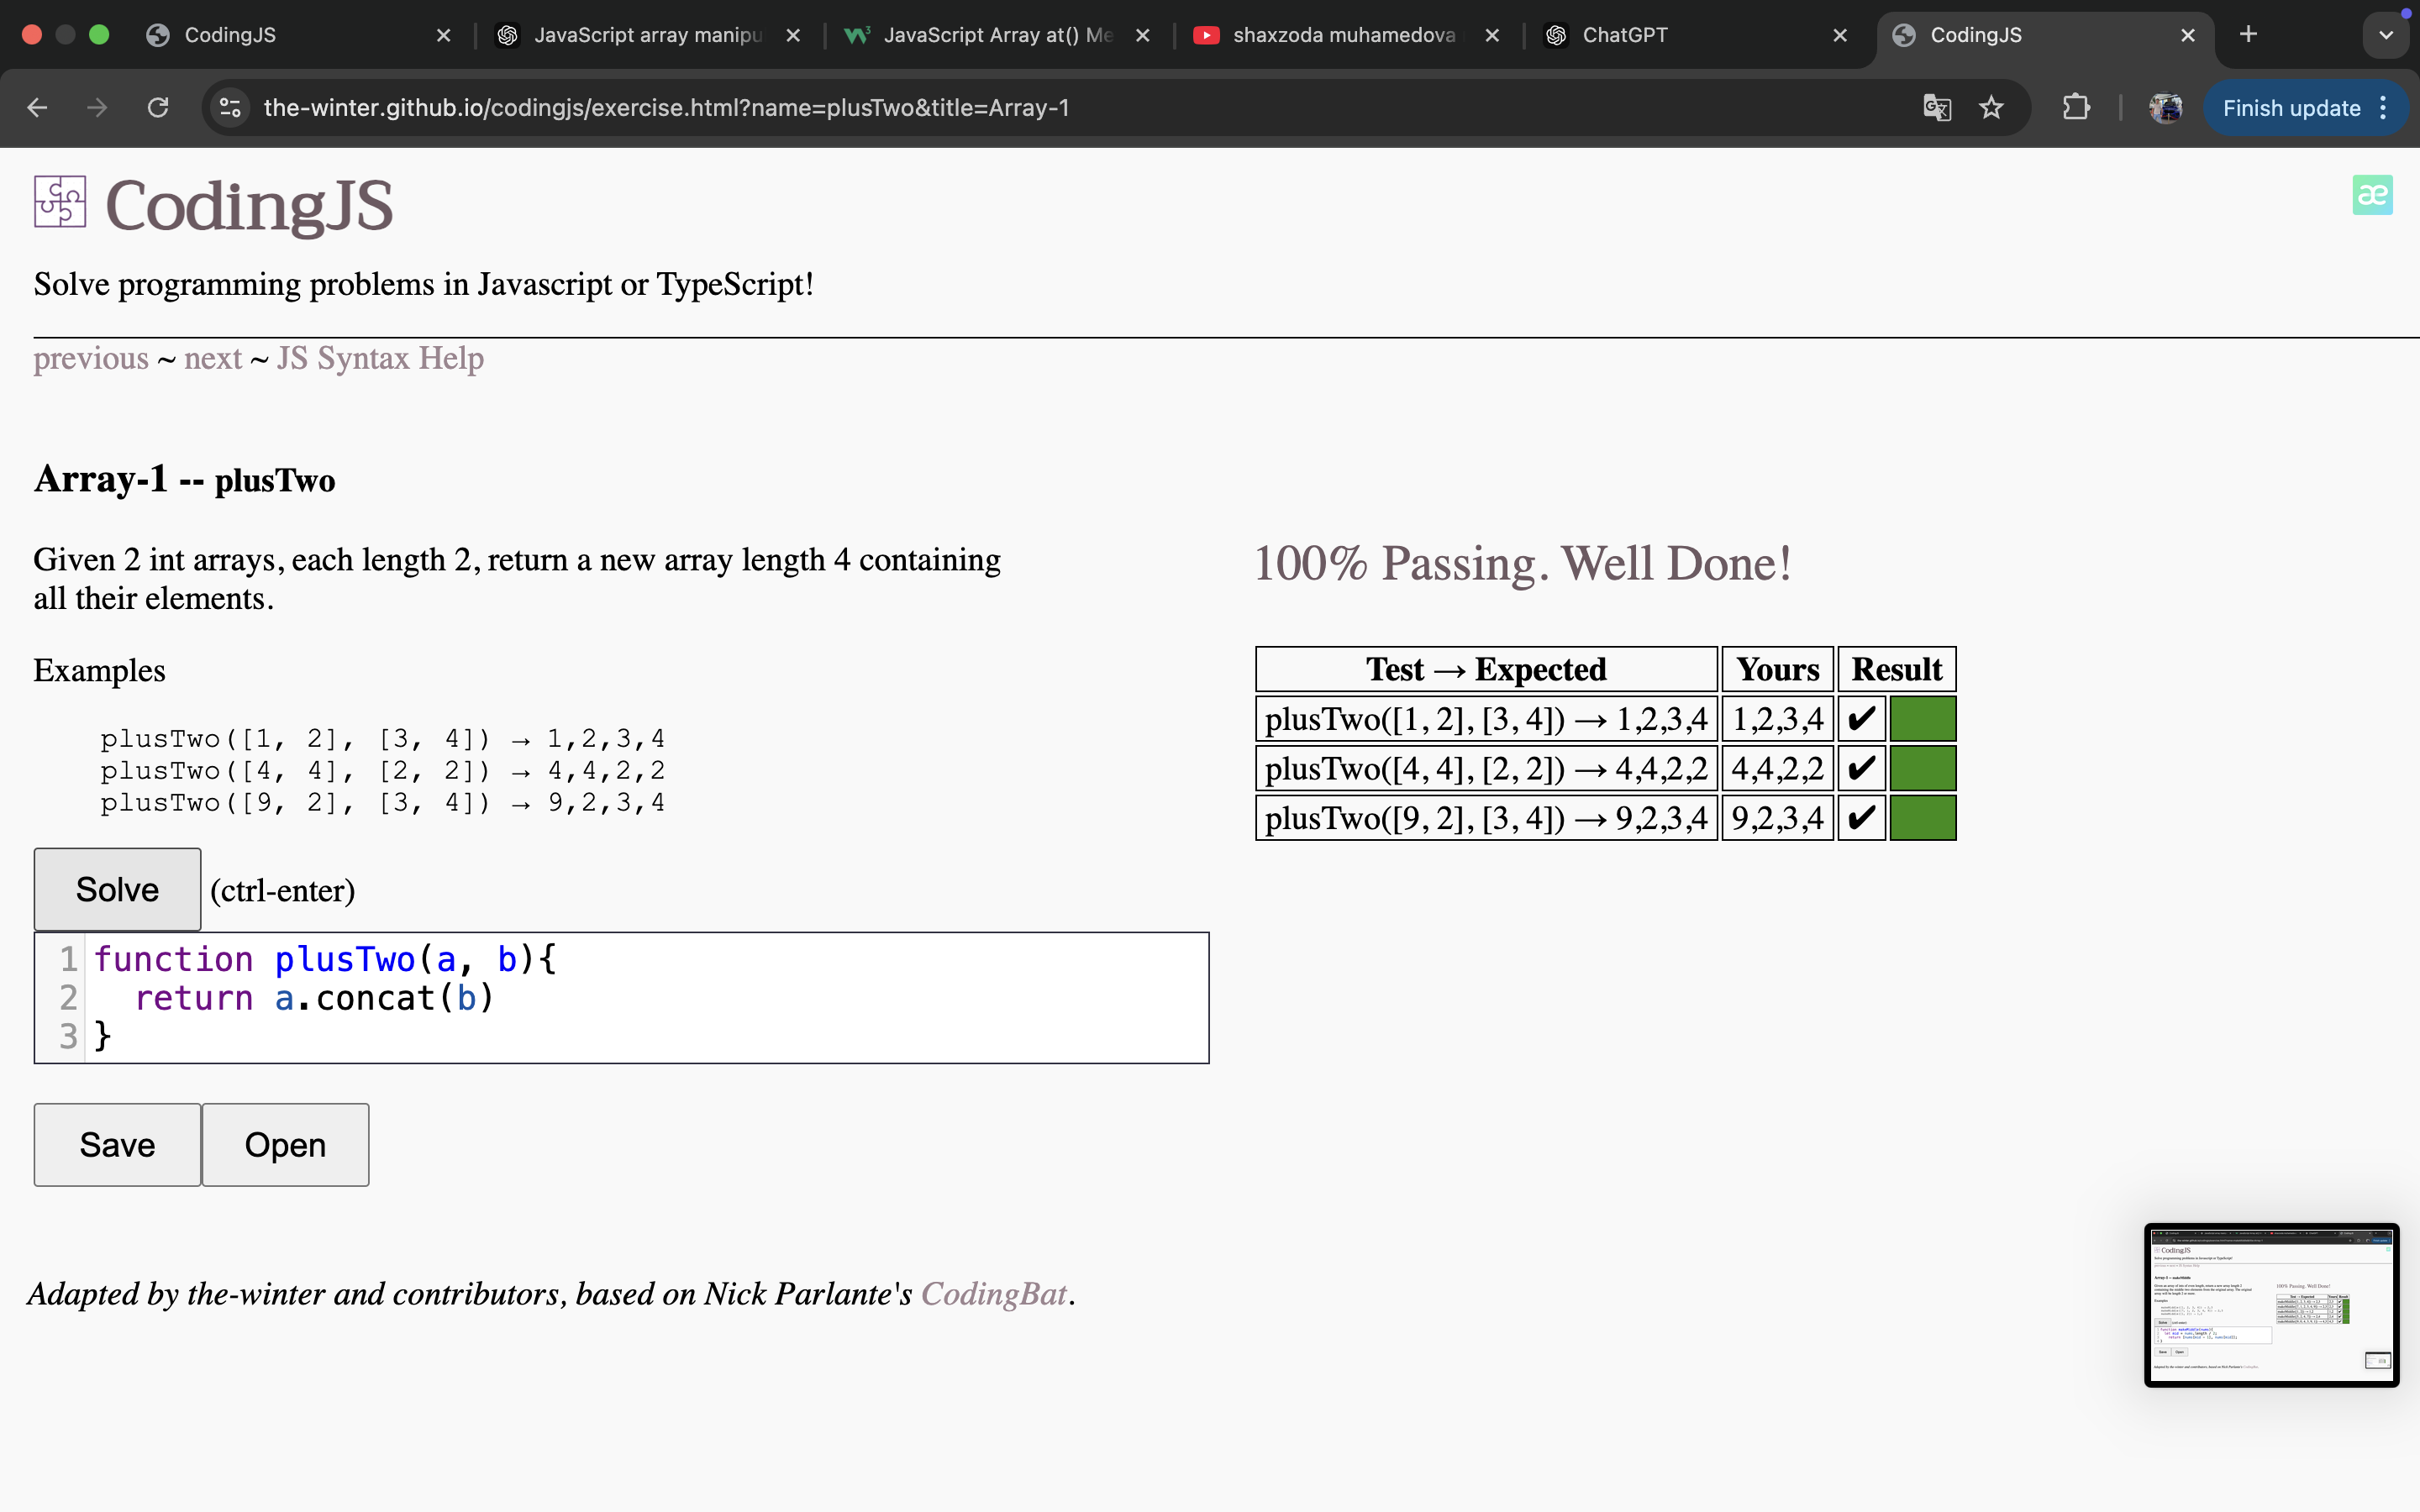 CodingJS
JavaScript array manipu
JavaScript Array at() Me
shaxzoda muhamedova
ChatGPT
CodingJS
the-winter.github.io/codingjs/exercise.html?name=plusTwo&title=Array-1
Finish update
CodingJS
æ
Solve programming problems in Javascript or TypeScript!
previous ~ next ~ JS Syntax Help
Array-1 -- plusTwo
Given 2 int arrays, each length 2, return a new array length 4 containing
all their elements.
Examples
plusTwo([1, 2], [3, 4]) → 1,2,3,4
plusTwo([4, 4], [2, 2]) → 4,4,2,2
plusTwo([9, 2], [3, 4]) → 9,2,3,4
Solve (ctrl-enter)
1 function plusTwo(a, b){
2 return a.concat(b)
3 }
Save Open
100% Passing. Well Done!
Test → Expected Yours Result
plusTwo([1, 2], [3, 4]) → 1,2,3,4 1,2,3,4 ✔
plusTwo([4, 4], [2, 2]) → 4,4,2,2 4,4,2,2 ✔
plusTwo([9, 2], [3, 4]) → 9,2,3,4 9,2,3,4 ✔
Adapted by the-winter and contributors, based on Nick Parlante's CodingBat.
CodingJS